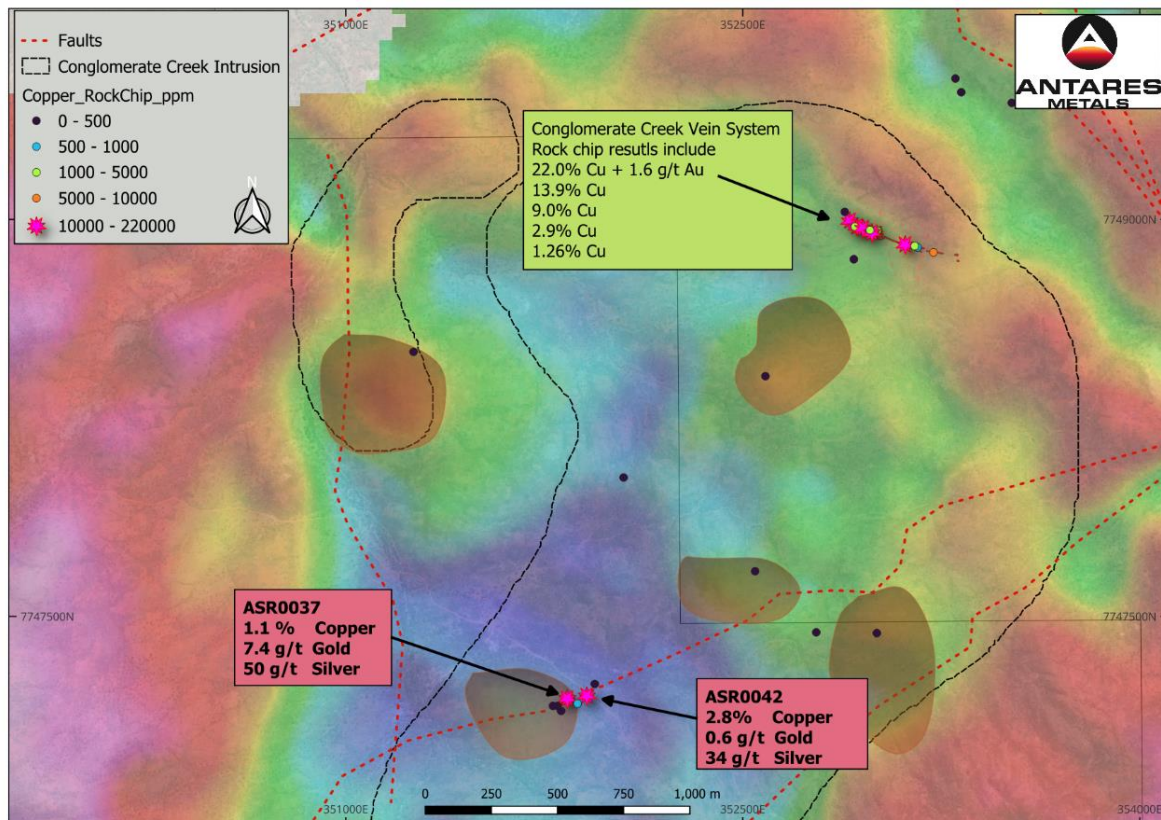 351000E
352500E
Faults
Conglomerate Creek Intrusion
Copper_RockChip_ppm
0 - 500
500 - 1000
1000 - 5000
5000 - 10000
10000 - 220000
ANTARES
METALS
Conglomerate Creek Vein System
Rock chip resutls include
22.0% Cu + 1.6 g/t Au
13.9% Cu
9.0% Cu
2.9% Cu
1.26% Cu
7749000N
7747500N
7747500N
ASR0037
1.1 % Copper
7.4 g/t Gold
50 g/t Silver
ASR0042
2.8% Copper
0.6 g/t Gold
34 g/t Silver
0 250 500 750 1,000 m
351000E
352500E
354000E